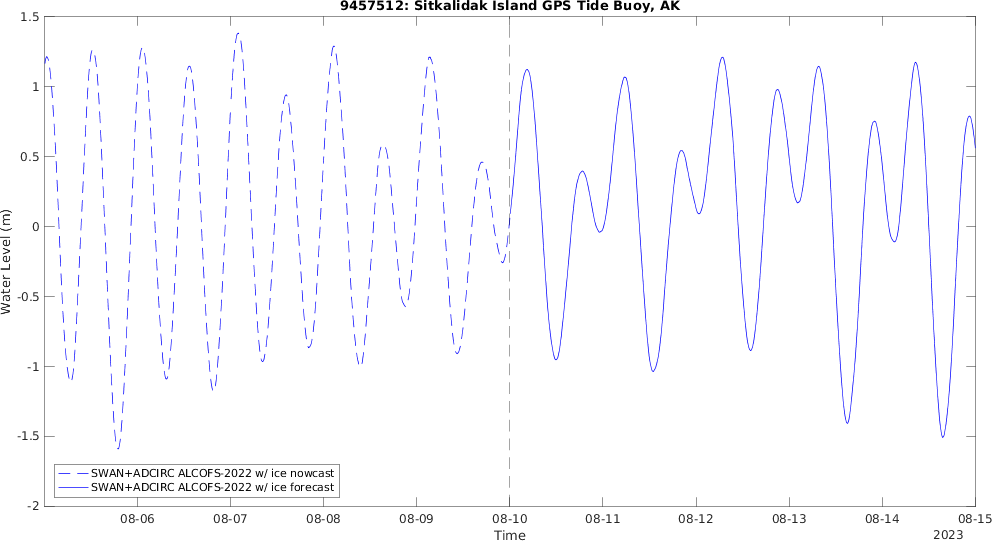 9457512: Sitkalidak Island GPS Tide Buoy, AK
Water Level (m)
1.5
1
0.5
0
-0.5
-1
-1.5
-2
SWAN+ADCIRC ALCOFS-2022 w/ ice nowcast
SWAN+ADCIRC ALCOFS-2022 w/ ice forecast
08-06 08-07 08-08 08-09 08-10 08-11 08-12 08-13 08-14 08-15
Time
2023